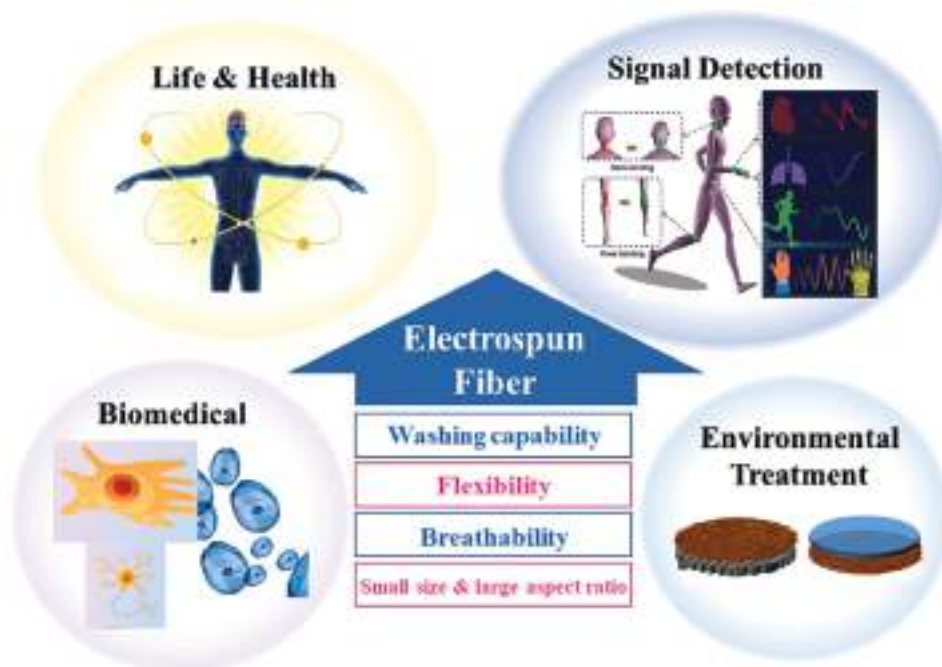 Life & Health
Signal Detection
Electrospun
Fiber
Biomedical
Washing capability
Flexibility
Breathability
Small size & large aspect ratio
Environmental
Treatment